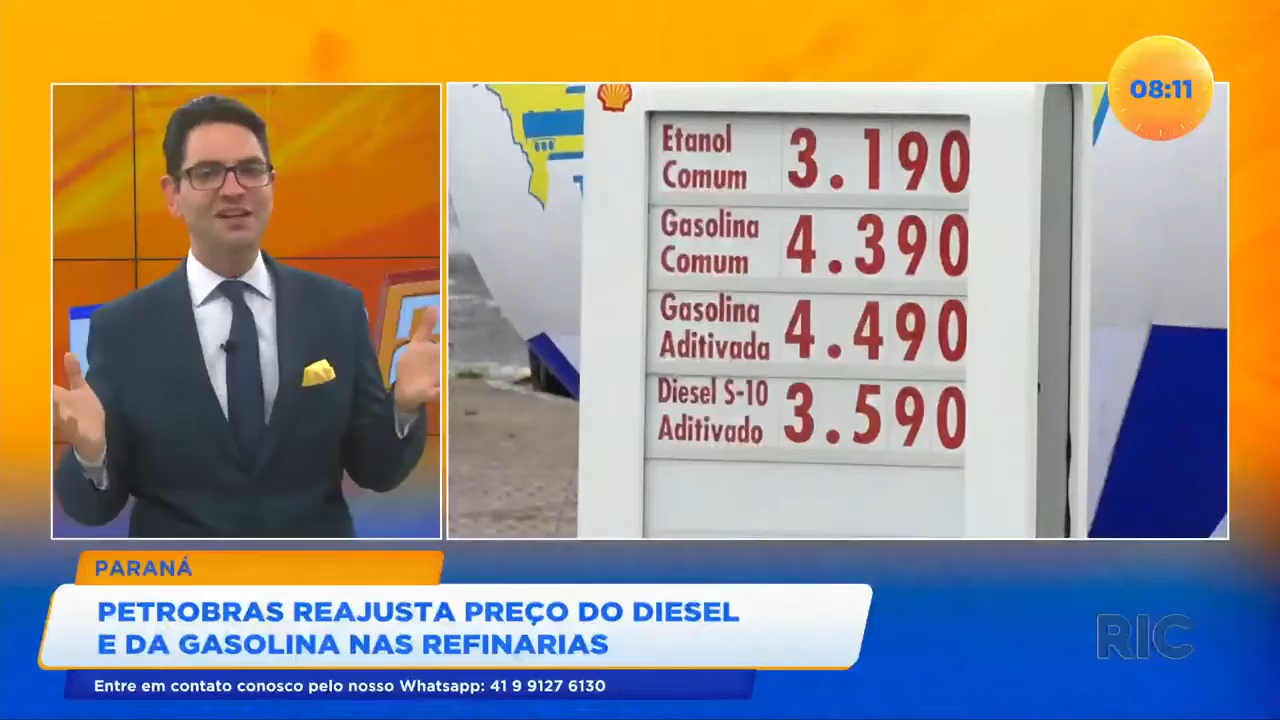 08:11
Etanol
Comum
3.190
Gasolina
Comum
4.390
Gasolina
Aditivada
4.490
Diesel S-10
Aditivado
3.590
PARANÁ
PETROBRAS REAJUSTA PREÇO DO DIESEL
E DA GASOLINA NAS REFINARIAS
RIC
Entre em contato conosco pelo nosso Whatsapp: 41 9 9127 6130